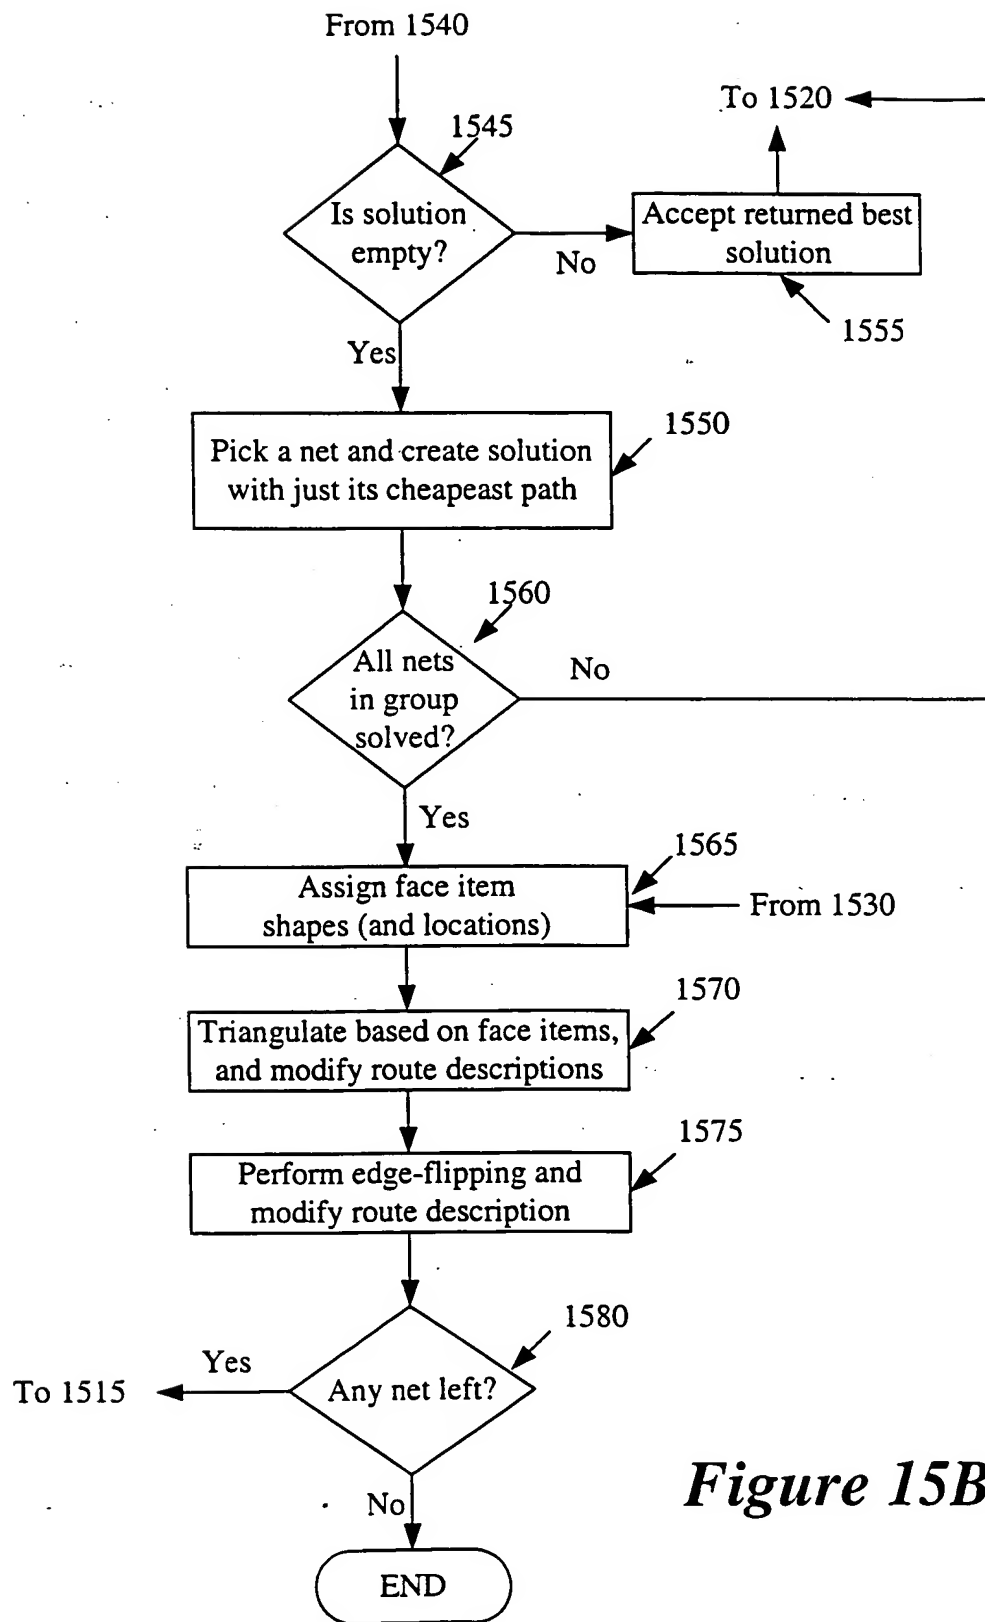 From 1540
To 1520
1545
Is solution
empty?
No
Accept returned best
solution
1555
Yes
1550
Pick a net and create solution
with just its cheapeast path
1560
All nets
in group
solved?
No
Yes
1565
Assign face item
shapes (and locations)
From 1530
1570
Triangulate based on face items,
and modify route descriptions
1575
Perform edge-flipping and
modify route description
1580
Yes
To 1515
Any net left?
No
Figure 15B
END